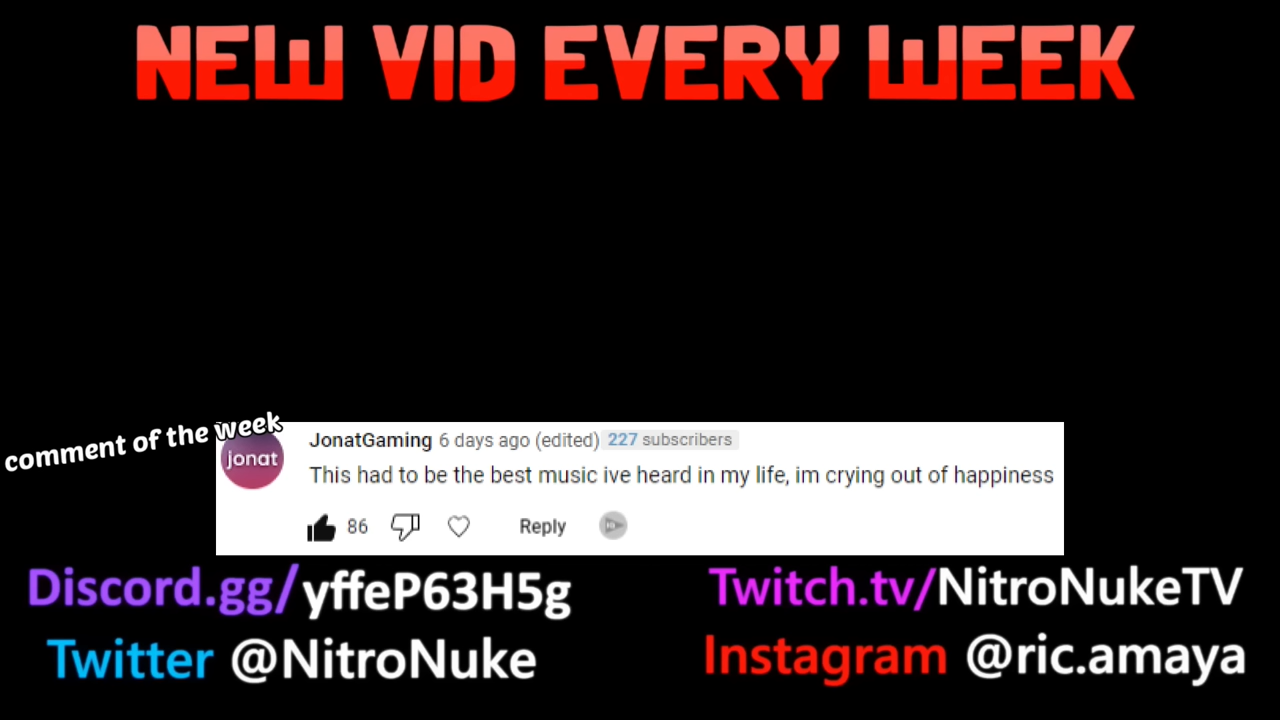 NEW VID EVERY WEEK
comment of the week
jonat
JonatGaming 6 days ago (edited) 227 subscribers
This had to be the best music ive heard in my life, im crying out of happiness
86 Reply
Discord.gg/yffeP63H5g
Twitch.tv/NitroNukeTV
Twitter @NitroNuke
Instagram @ric.amaya